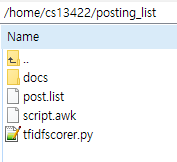 /home/cs13422/posting_list
Name
..
docs
post.list
script.awk
tfidfscorer.py